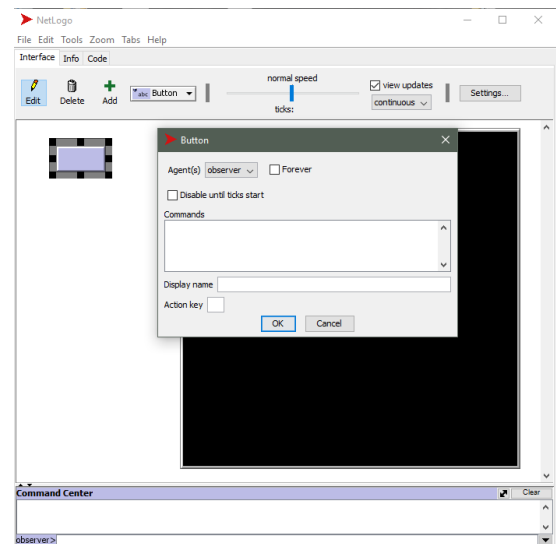 NetLogo
File Edit Tools Zoom Tabs Help
Interface Info Code
Edit Delete Add abc Button normal speed ticks: view updates continuous Settings...
Button
Agent(s) observer Forever
Disable until ticks start
Commands
Display name
Action key
OK Cancel
Command Center Clear
observer>